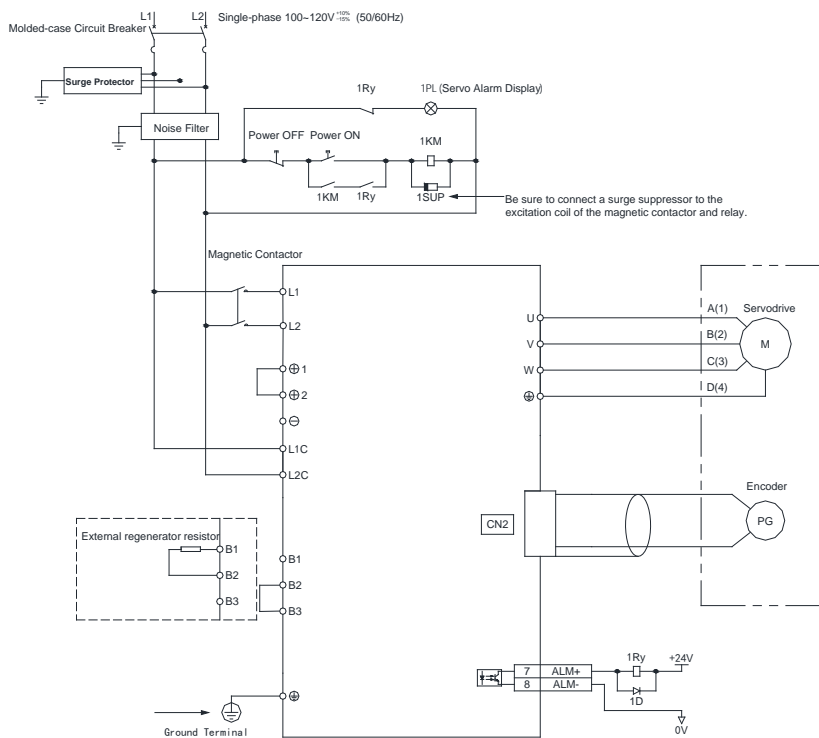 L1 L2 Single-phase 100~120V +10% -15% (50/60Hz)
Molded-case Circuit Breaker
Surge Protector
1Ry 1PL (Servo Alarm Display)
Noise Filter
Power OFF Power ON
1KM
1KM 1Ry 1SUP
Be sure to connect a surge suppressor to the
excitation coil of the magnetic contactor and relay.
Magnetic Contactor
L1
L2
1
2
L1C
L2C
U
V
W
A(1)
B(2)
C(3)
D(4)
Servodrive
M
Encoder
PG
CN2
External regenerator resistor
B1
B2
B3
B1
B2
B3
7 ALM+
8 ALM-
1Ry +24V
1D
0V
Ground Terminal